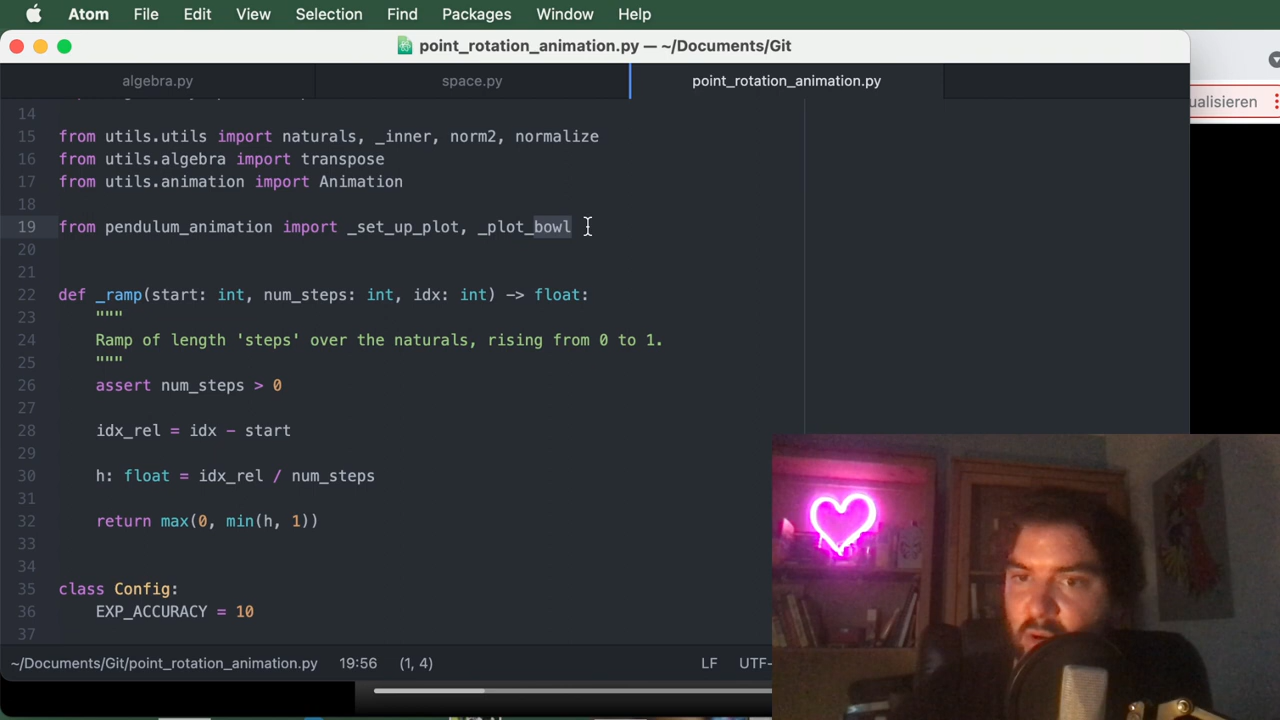 Atom File Edit View Selection Find Packages Window Help
point_rotation_animation.py — ~/Documents/Git
algebra.py space.py point_rotation_animation.py
ualisieren
14
15 from utils.utils import naturals, _inner, norm2, normalize
16 from utils.algebra import transpose
17 from utils.animation import Animation
18
19 from pendulum_animation import _set_up_plot, _plot_bowl
20
21
22 def _ramp(start: int, num_steps: int, idx: int) -> float:
23 """
24 Ramp of length 'steps' over the naturals, rising from 0 to 1.
25 """
26 assert num_steps > 0
27
28 idx_rel = idx - start
29
30 h: float = idx_rel / num_steps
31
32 return max(0, min(h, 1))
33
34
35 class Config:
36 EXP_ACCURACY = 10
37
~/Documents/Git/point_rotation_animation.py 19:56 (1, 4) LF UTF-